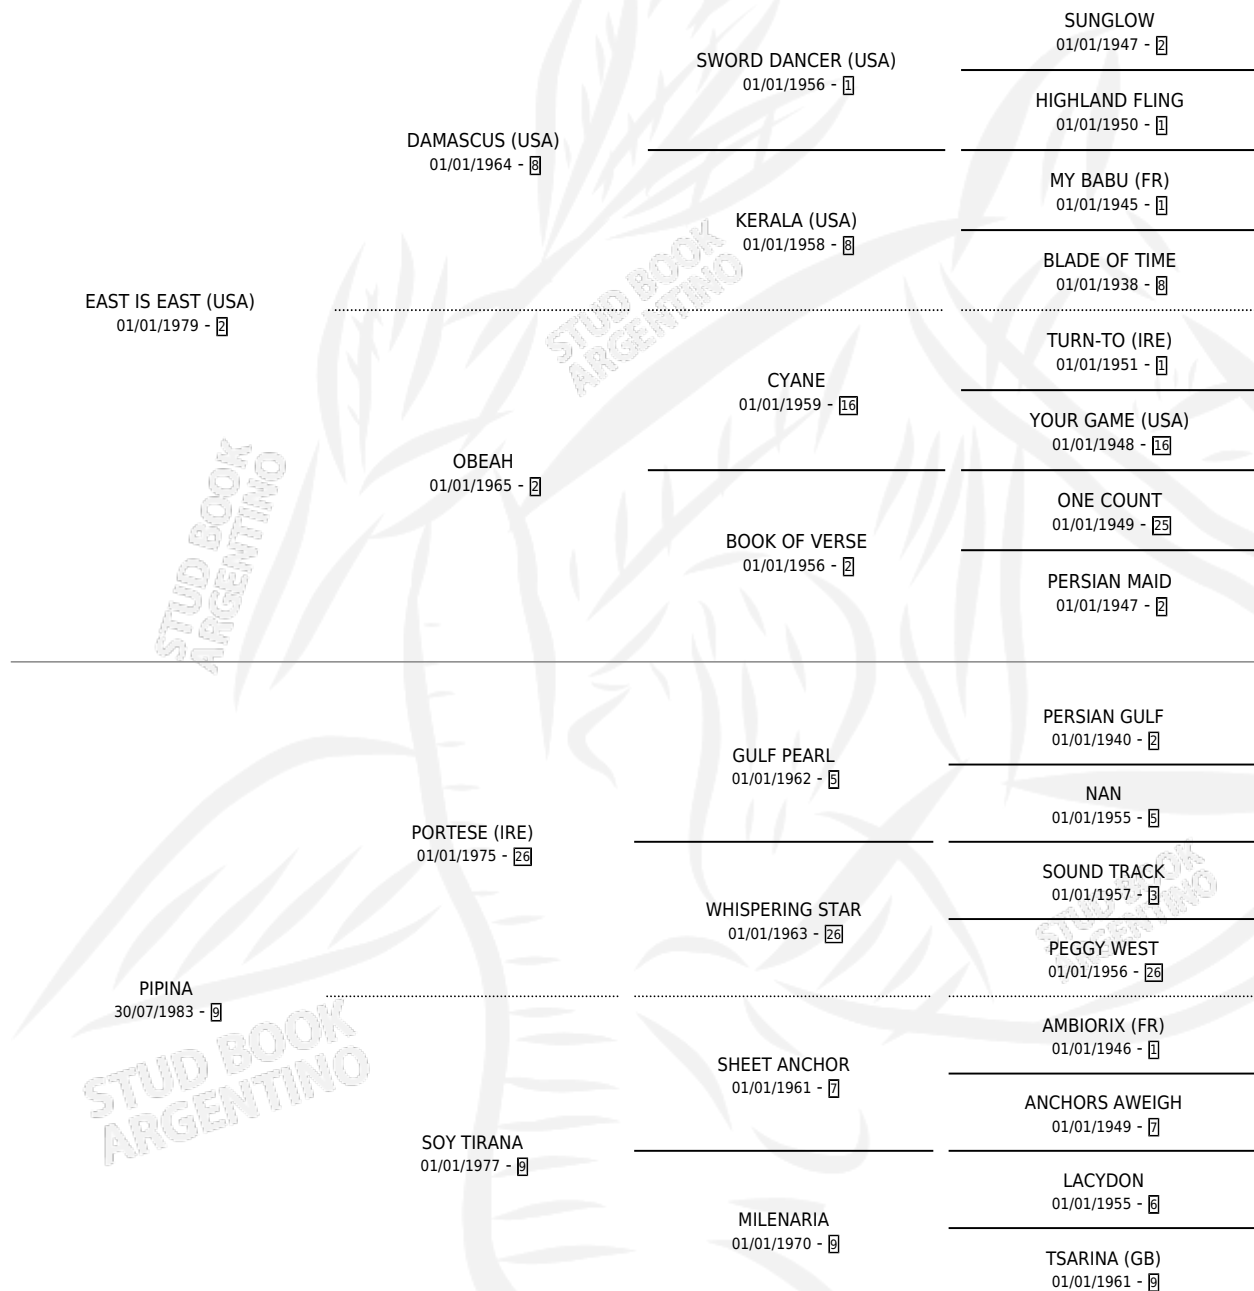 SUNGLOW
01/01/1947 - 2
SWORD DANCER (USA)
01/01/1956 - 1
HIGHLAND FLING
01/01/1950 - 1
DAMASCUS (USA)
01/01/1964 - 8
MY BABU (FR)
01/01/1945 - 1
KERALA (USA)
01/01/1958 - 8
BLADE OF TIME
01/01/1938 - 8
EAST IS EAST (USA)
01/01/1979 - 2
STUD BOOK
ARGENTINO
TURN-TO (IRE)
01/01/1951 - 1
CYANE
01/01/1959 - 16
YOUR GAME (USA)
01/01/1948 - 16
OBEAH
01/01/1965 - 2
ONE COUNT
01/01/1949 - 25
BOOK OF VERSE
01/01/1956 - 2
PERSIAN MAID
01/01/1947 - 2
STUD BOOK
ARGENTINO
PERSIAN GULF
01/01/1940 - 2
GULF PEARL
01/01/1962 - 5
NAN
01/01/1955 - 5
PORTESE (IRE)
01/01/1975 - 26
SOUND TRACK
01/01/1957 - 3
WHISPERING STAR
01/01/1963 - 26
STUD BOOK
ARGENTINO
PEGGY WEST
01/01/1956 - 26
PIPINA
30/07/1983 - 9
AMBIORIX (FR)
01/01/1946 - 1
SHEET ANCHOR
01/01/1961 - 7
STUD BOOK
ARGENTINO
ANCHORS AWEIGH
01/01/1949 - 7
SOY TIRANA
01/01/1977 - 9
LACYDON
01/01/1955 - 6
MILENARIA
01/01/1970 - 9
TSARINA (GB)
01/01/1961 - 9